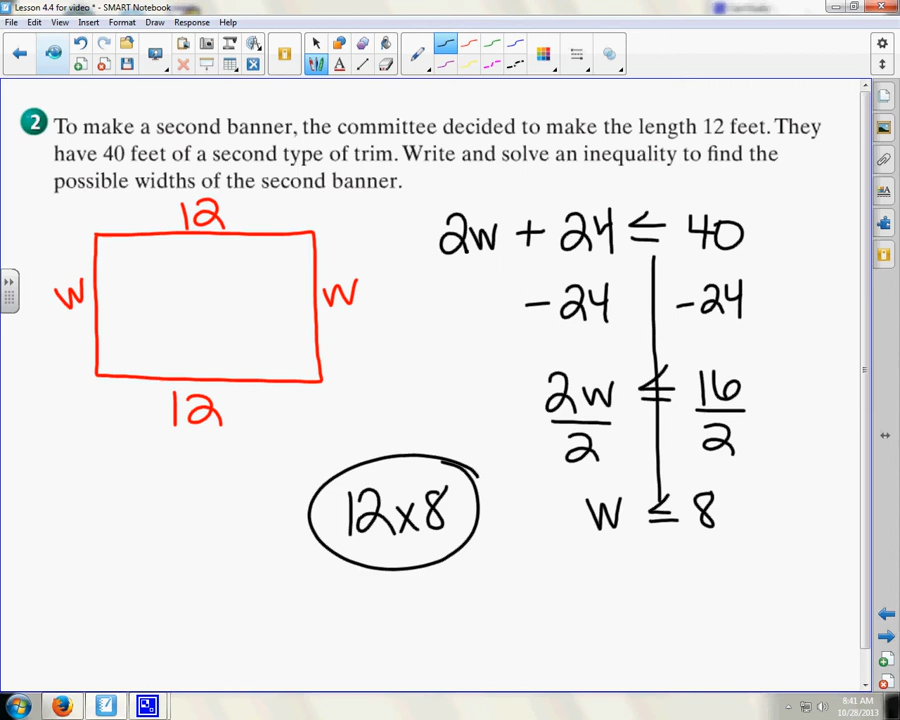 Lesson 4.4 for video * - SMART Notebook
File Edit View Insert Format Tools Draw Response Help
2 To make a second banner, the committee decided to make the length 12 feet. They
have 40 feet of a second type of trim. Write and solve an inequality to find the
possible widths of the second banner.
12
W W
12
2W + 24 ≤ 40
-24 -24
2W ≤ 16
2 2
W ≤ 8
12x8
8:41 AM
10/28/2013